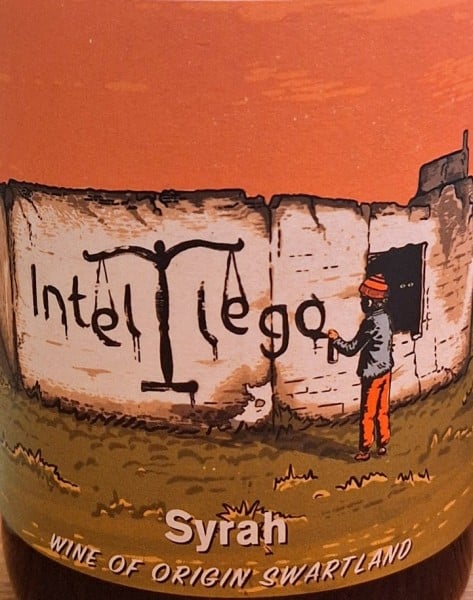 Intellego
Syrah
WINE OF ORIGIN SWARTLAND